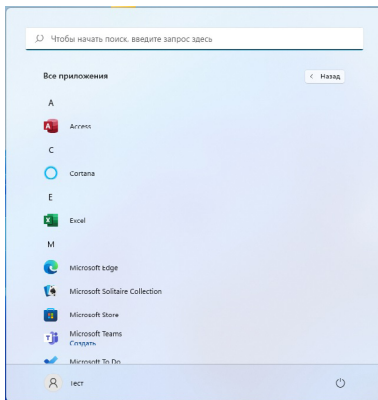 Чтобы начать поиск, введите запрос здесь
Все приложения
Назад
A
Access
C
Cortana
E
Excel
M
Microsoft Edge
Microsoft Solitaire Collection
Microsoft Store
Microsoft Teams
Создать
Microsoft To Do
Тест